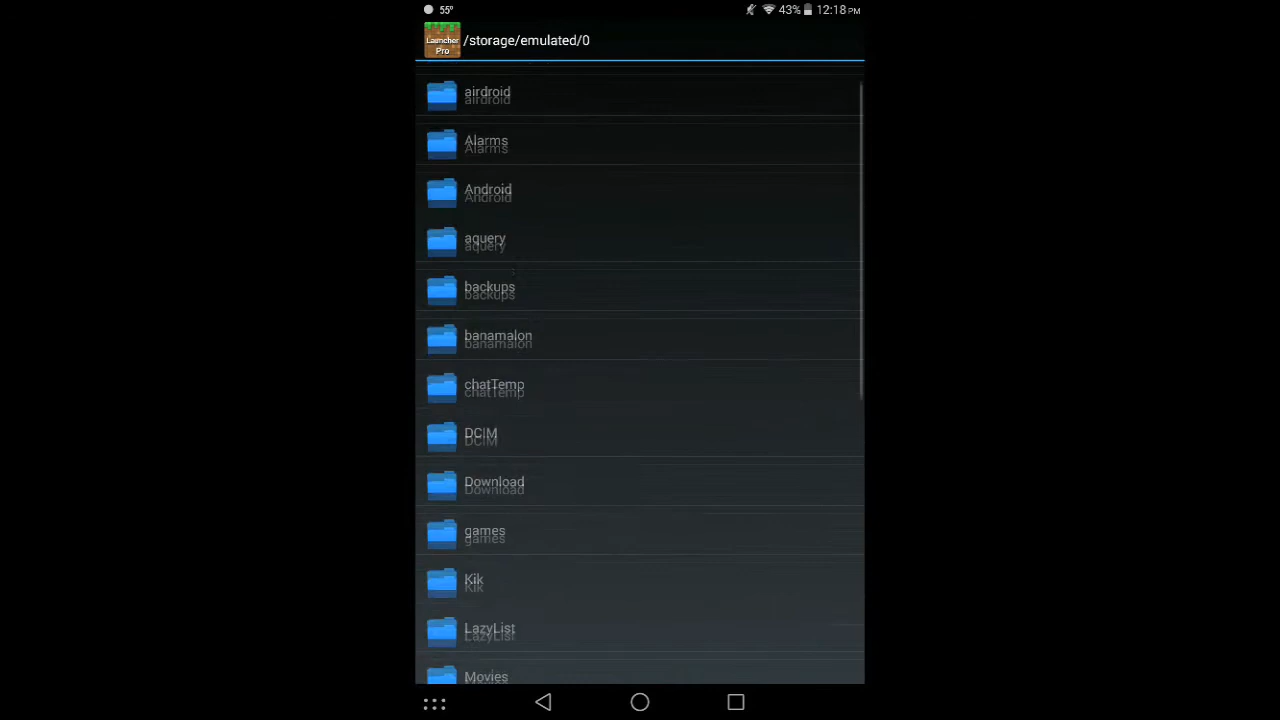 55°
43%
12:18 PM
Launcher
Pro
/storage/emulated/0
airdroid
Alarms
Android
aquery
backups
banamalon
chatTemp
DCIM
Download
games
Kik
LazyList
Movies